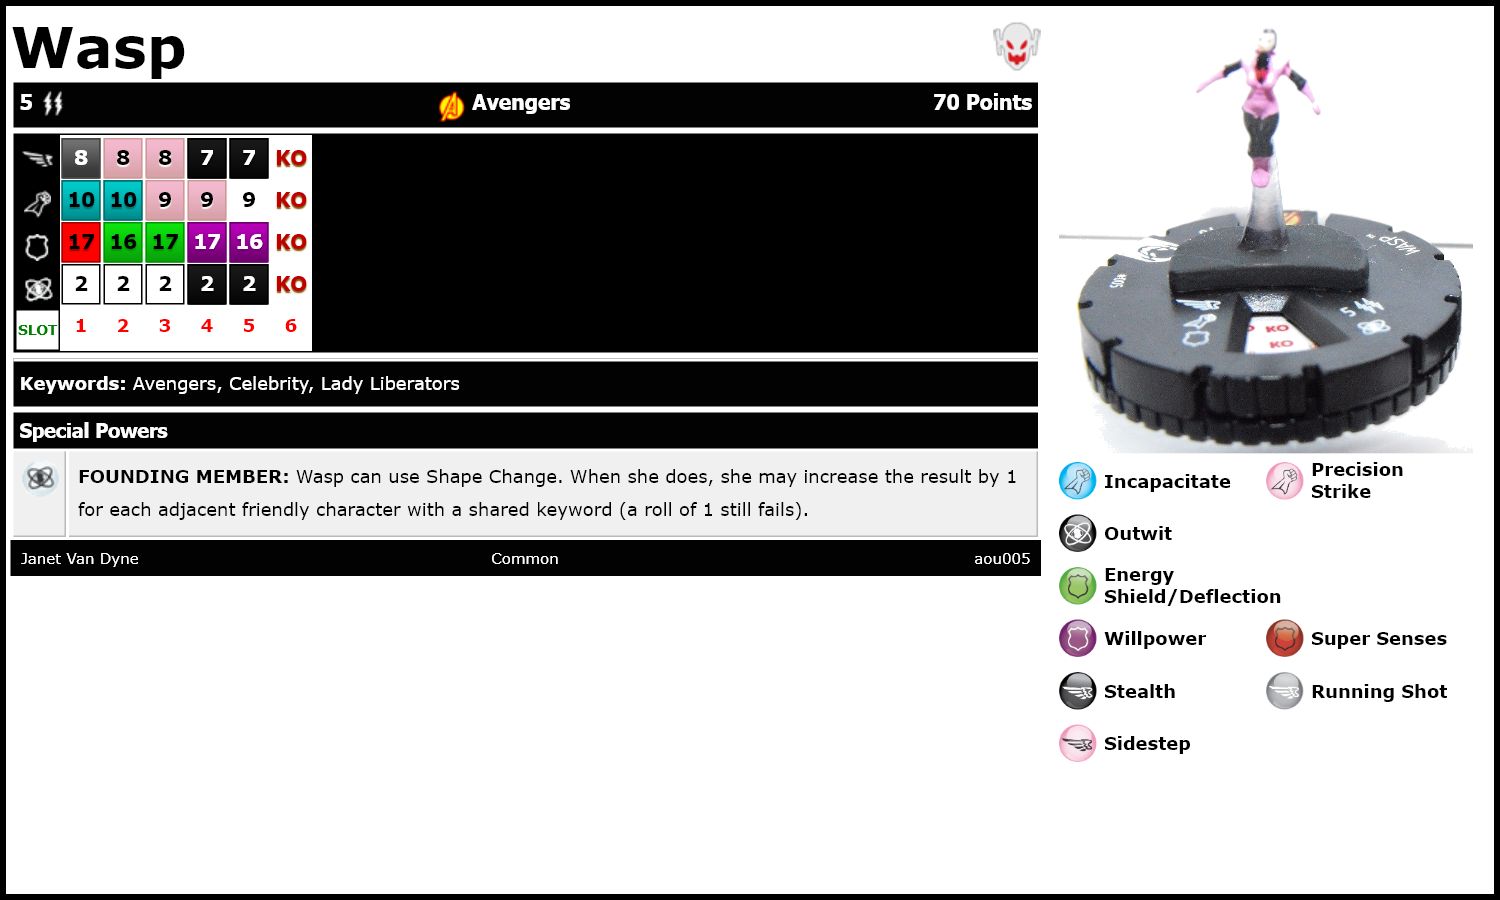 Wasp
5 Avengers 70 Points
8 8 8 7 7 KO
10 10 9 9 9 KO
17 16 17 17 16 KO
2 2 2 2 2 KO
SLOT 1 2 3 4 5 6
Keywords: Avengers, Celebrity, Lady Liberators
Special Powers
FOUNDING MEMBER: Wasp can use Shape Change. When she does, she may increase the result by 1
for each adjacent friendly character with a shared keyword (a roll of 1 still fails).
Janet Van Dyne Common aou005
WASP
5
KO
KO
Incapacitate Precision
Strike
Outwit
Energy
Shield/Deflection
Willpower Super Senses
Stealth Running Shot
Sidestep